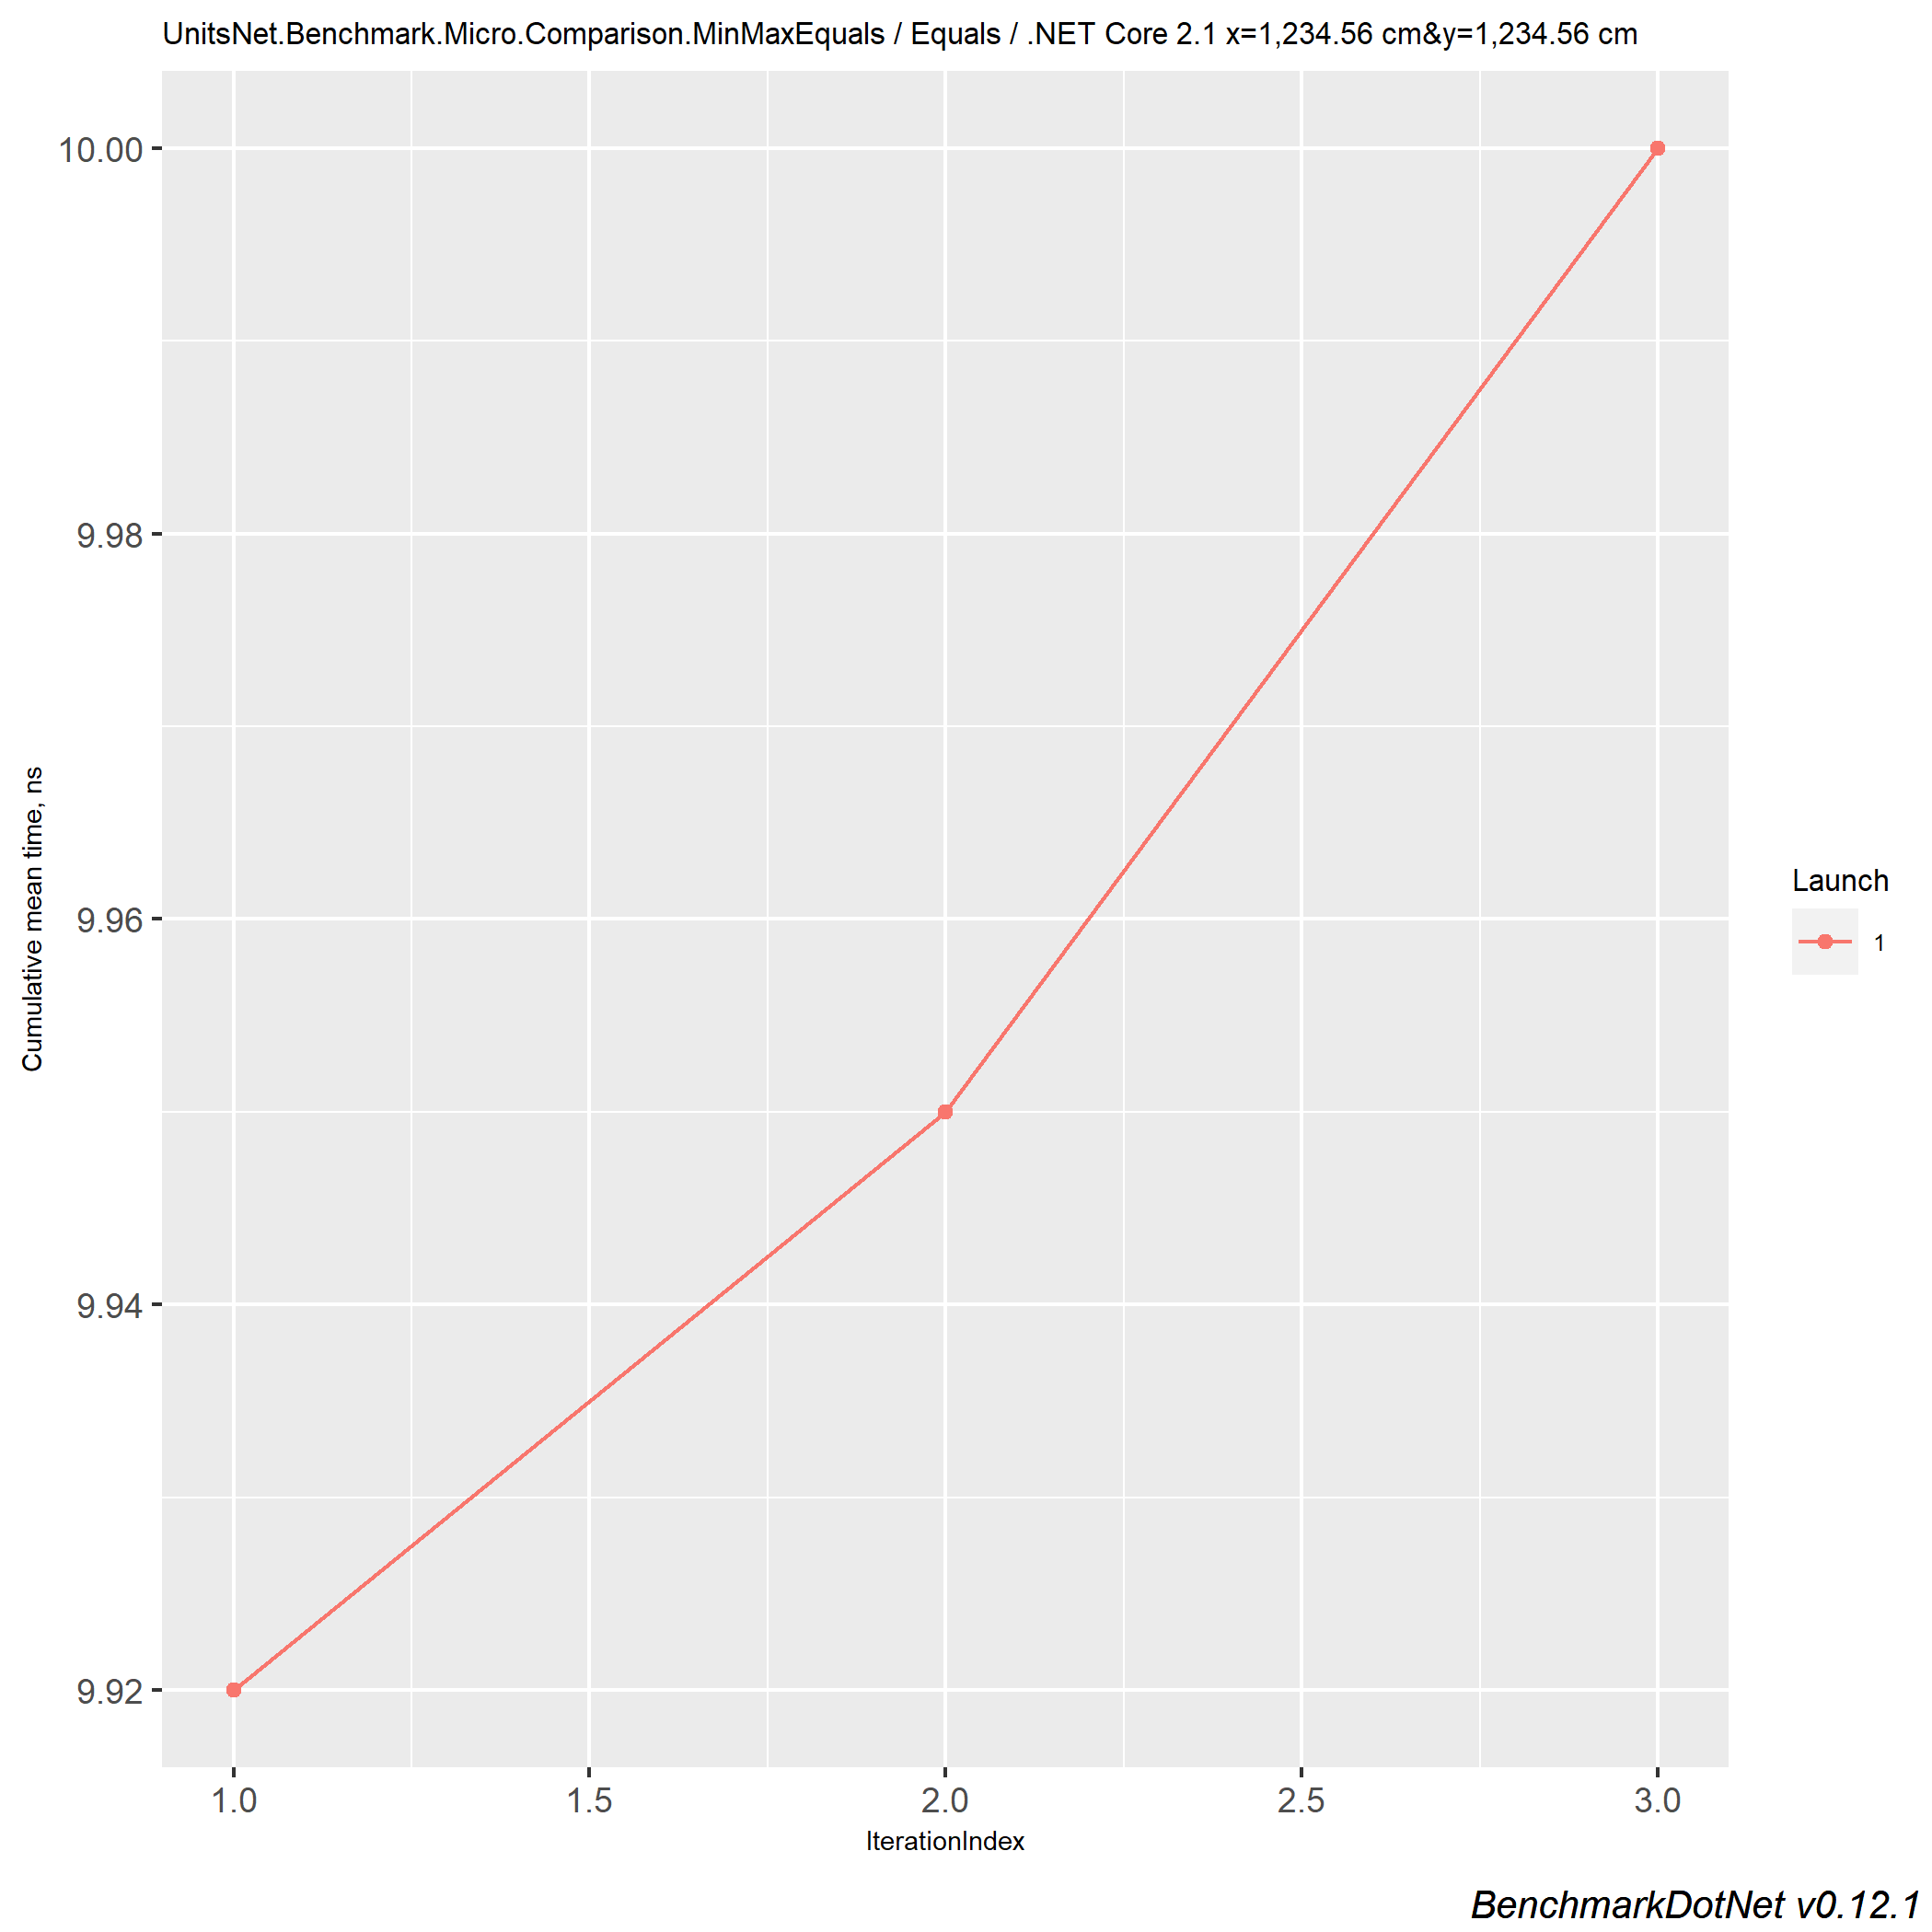 UnitsNet.Benchmark.Micro.Comparison.MinMaxEquals / Equals / .NET Core 2.1 x=1,234.56 cm&y=1,234.56 cm
10.00
9.98
9.96
9.94
9.92
Cumulative mean time, ns
1.0 1.5 2.0 2.5 3.0
IterationIndex
Launch
1
BenchmarkDotNet v0.12.1